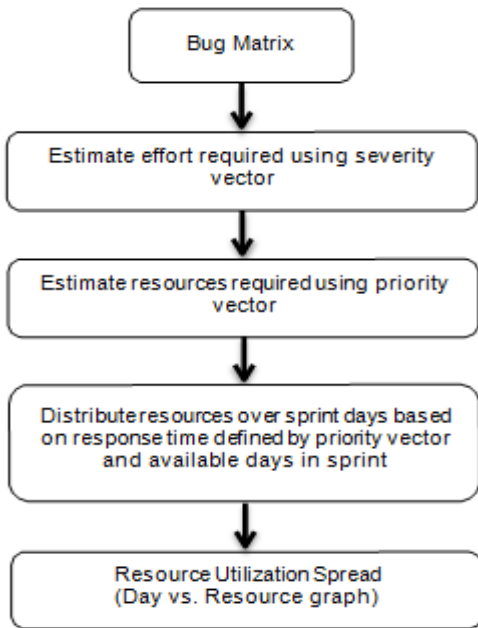 Bug Matrix
Estimate effort required using severity
vector
Estimate resources required using priority
vector
Distribute resources over sprint days based
on response time defined by priority vector
and available days in sprint
Resource Utilization Spread
(Day vs. Resource graph)